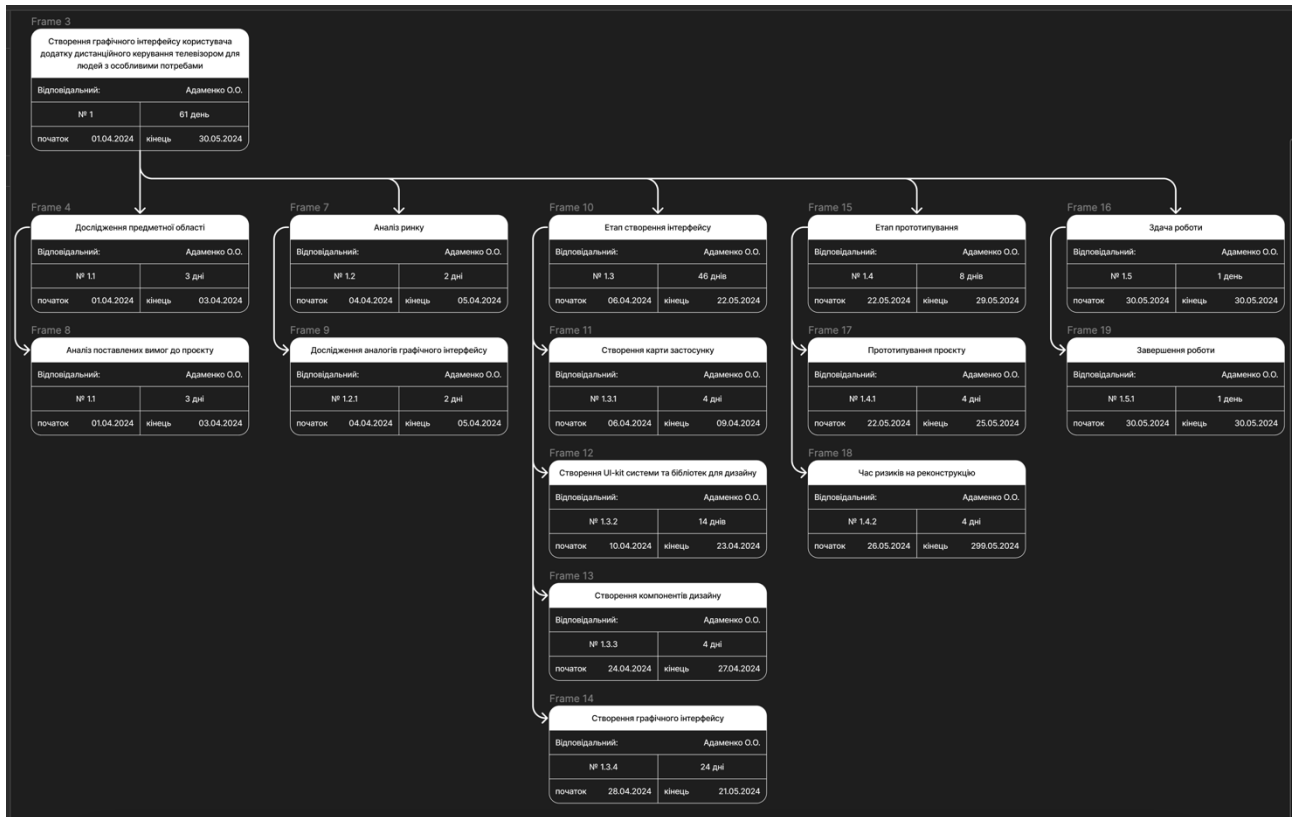 Frame 3
Створення графічного інтерфейсу користувача
додатку дистанційного керування телевізором для
людей з особливими потребами
Відповідальний: Адаменко О.О.
№ 1 61 день
початок 01.04.2024 кінець 30.05.2024
Frame 4
Дослідження предметної області
Відповідальний: Адаменко О.О.
№ 1.1 3 дні
початок 01.04.2024 кінець 03.04.2024
Frame 8
Аналіз поставлених вимог до проєкту
Відповідальний: Адаменко О.О.
№ 1.1 3 дні
початок 01.04.2024 кінець 03.04.2024
Frame 7
Аналіз ринку
Відповідальний: Адаменко О.О.
№ 1.2 2 дні
початок 04.04.2024 кінець 05.04.2024
Frame 9
Дослідження аналогів графічного інтерфейсу
Відповідальний: Адаменко О.О.
№ 1.2.1 2 дні
початок 04.04.2024 кінець 05.04.2024
Frame 10
Етап створення інтерфейсу
Відповідальний: Адаменко О.О.
№ 1.3 46 днів
початок 06.04.2024 кінець 22.05.2024
Frame 11
Створення карти застосунку
Відповідальний: Адаменко О.О.
№ 1.3.1 4 дні
початок 06.04.2024 кінець 09.04.2024
Frame 12
Створення UI-kit системи та бібліотек для дизайну
Відповідальний: Адаменко О.О.
№ 1.3.2 14 днів
початок 10.04.2024 кінець 23.04.2024
Frame 13
Створення компонентів дизайну
Відповідальний: Адаменко О.О.
№ 1.3.3 4 дні
початок 24.04.2024 кінець 27.04.2024
Frame 14
Створення графічного інтерфейсу
Відповідальний: Адаменко О.О.
№ 1.3.4 24 дні
початок 28.04.2024 кінець 21.05.2024
Frame 15
Етап прототипування
Відповідальний: Адаменко О.О.
№ 1.4 8 днів
початок 22.05.2024 кінець 29.05.2024
Frame 17
Прототипування проєкту
Відповідальний: Адаменко О.О.
№ 1.4.1 4 дні
початок 22.05.2024 кінець 25.05.2024
Frame 18
Час ризиків на реконструкцію
Відповідальний: Адаменко О.О.
№ 1.4.2 4 дні
початок 26.05.2024 кінець 299.05.2024
Frame 16
Здача роботи
Відповідальний: Адаменко О.О.
№ 1.5 1 день
початок 30.05.2024 кінець 30.05.2024
Frame 19
Завершення роботи
Відповідальний: Адаменко О.О.
№ 1.5.1 1 день
початок 30.05.2024 кінець 30.05.2024